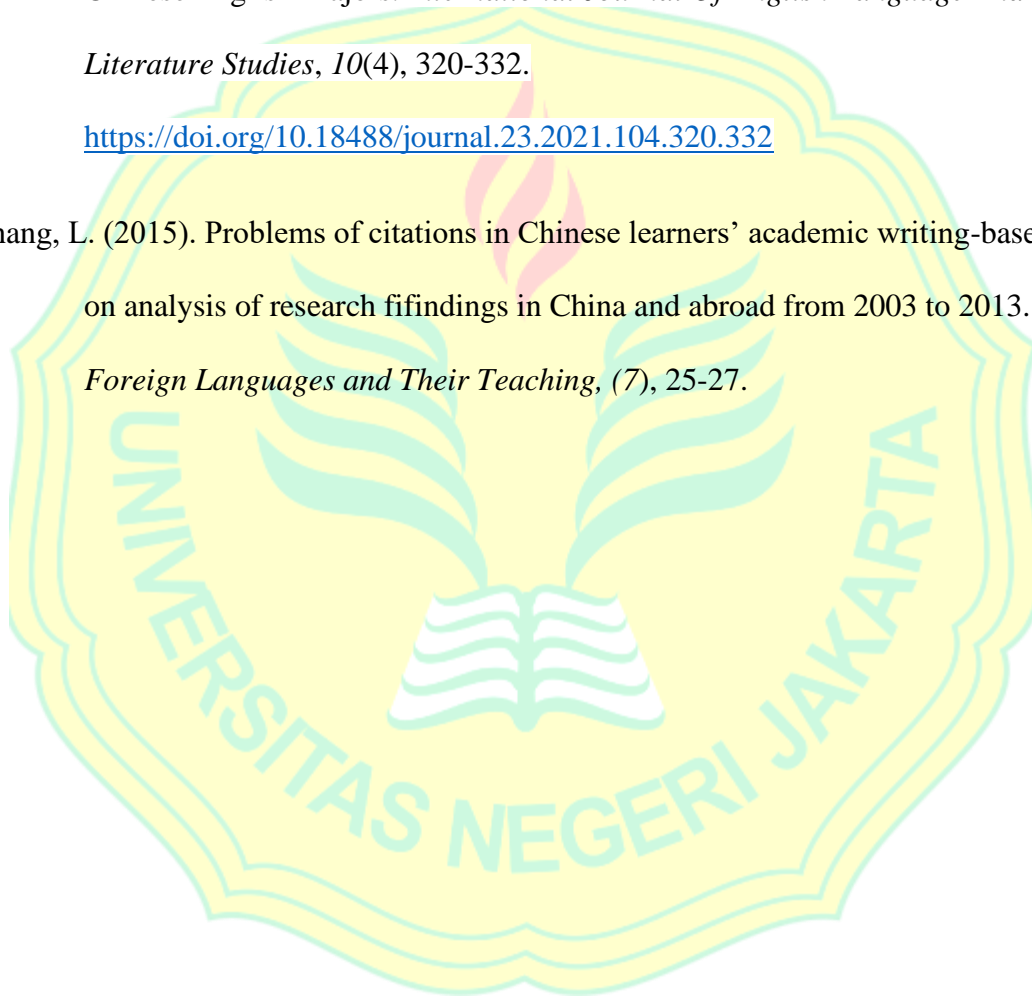 Literature Studies, 10(4), 320-332.
https://doi.org/10.18488/journal.23.2021.104.320.332
hang, L. (2015). Problems of citations in Chinese learners’ academic writing-base
on analysis of research fifindings in China and abroad from 2003 to 2013.
Foreign Languages and Their Teaching, (7), 25-27.
UNIVERSITAS NEGERI JAKARTA